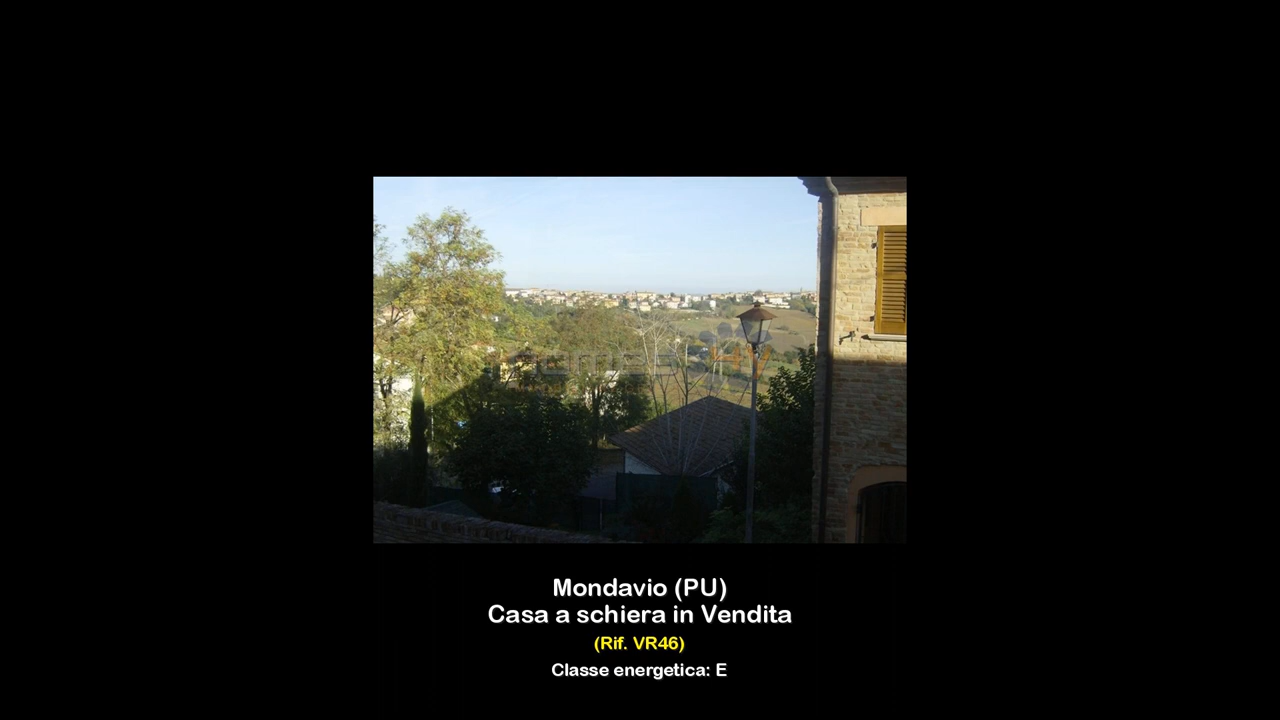 Mondavio (PU)
Casa a schiera in Vendita
(Rif. VR46)
Classe energetica: E